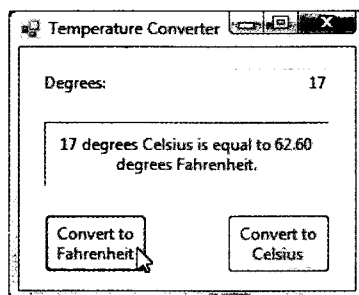 Temperature Converter
Degrees: 17
17 degrees Celsius is equal to 62.60
degrees Fahrenheit.
Convert to
Fahrenheit
Convert to
Celsius